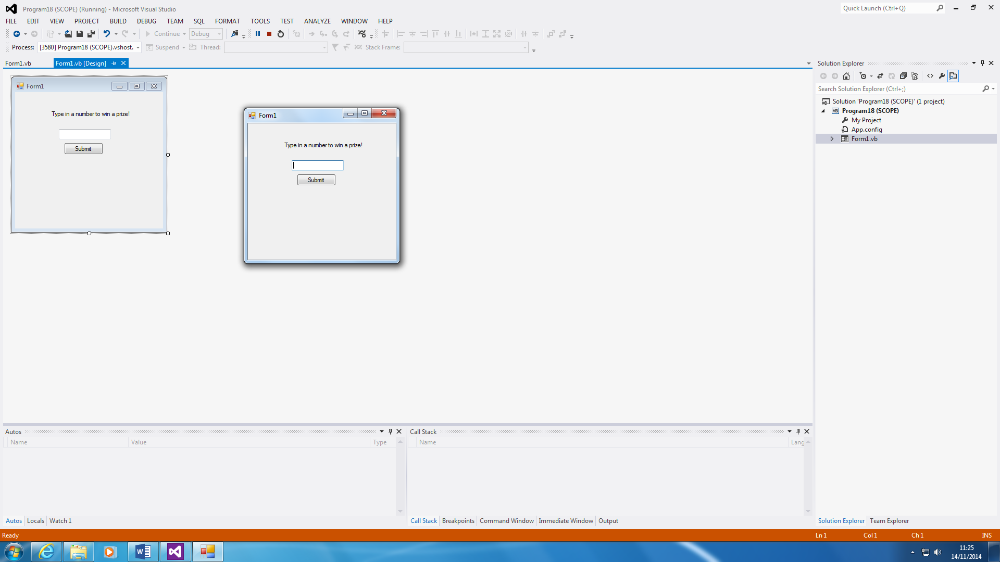 Program18 (SCOPE) (Running) - Microsoft Visual Studio
Quick Launch (Ctrl+Q)
FILE EDIT VIEW PROJECT BUILD DEBUG TEAM SQL FORMAT TOOLS TEST ANALYZE WINDOW HELP
Continue Debug
Process: [3580] Program18 (SCOPE).vshost. Suspend Thread: Stack Frame:
Form1.vb Form1.vb [Design]
Form1
Type in a number to win a prize!
Submit
Form1
Type in a number to win a prize!
Submit
Solution Explorer
Search Solution Explorer (Ctrl+;)
Solution 'Program18 (SCOPE)' (1 project)
VB Program18 (SCOPE)
My Project
App.config
Form1.vb
Autos
Name Value Type
Call Stack
Name Lang
Autos Locals Watch 1
Call Stack Breakpoints Command Window Immediate Window Output
Solution Explorer Team Explorer
Ready Ln 1 Col 1 Ch 1 INS
11:25
14/11/2014